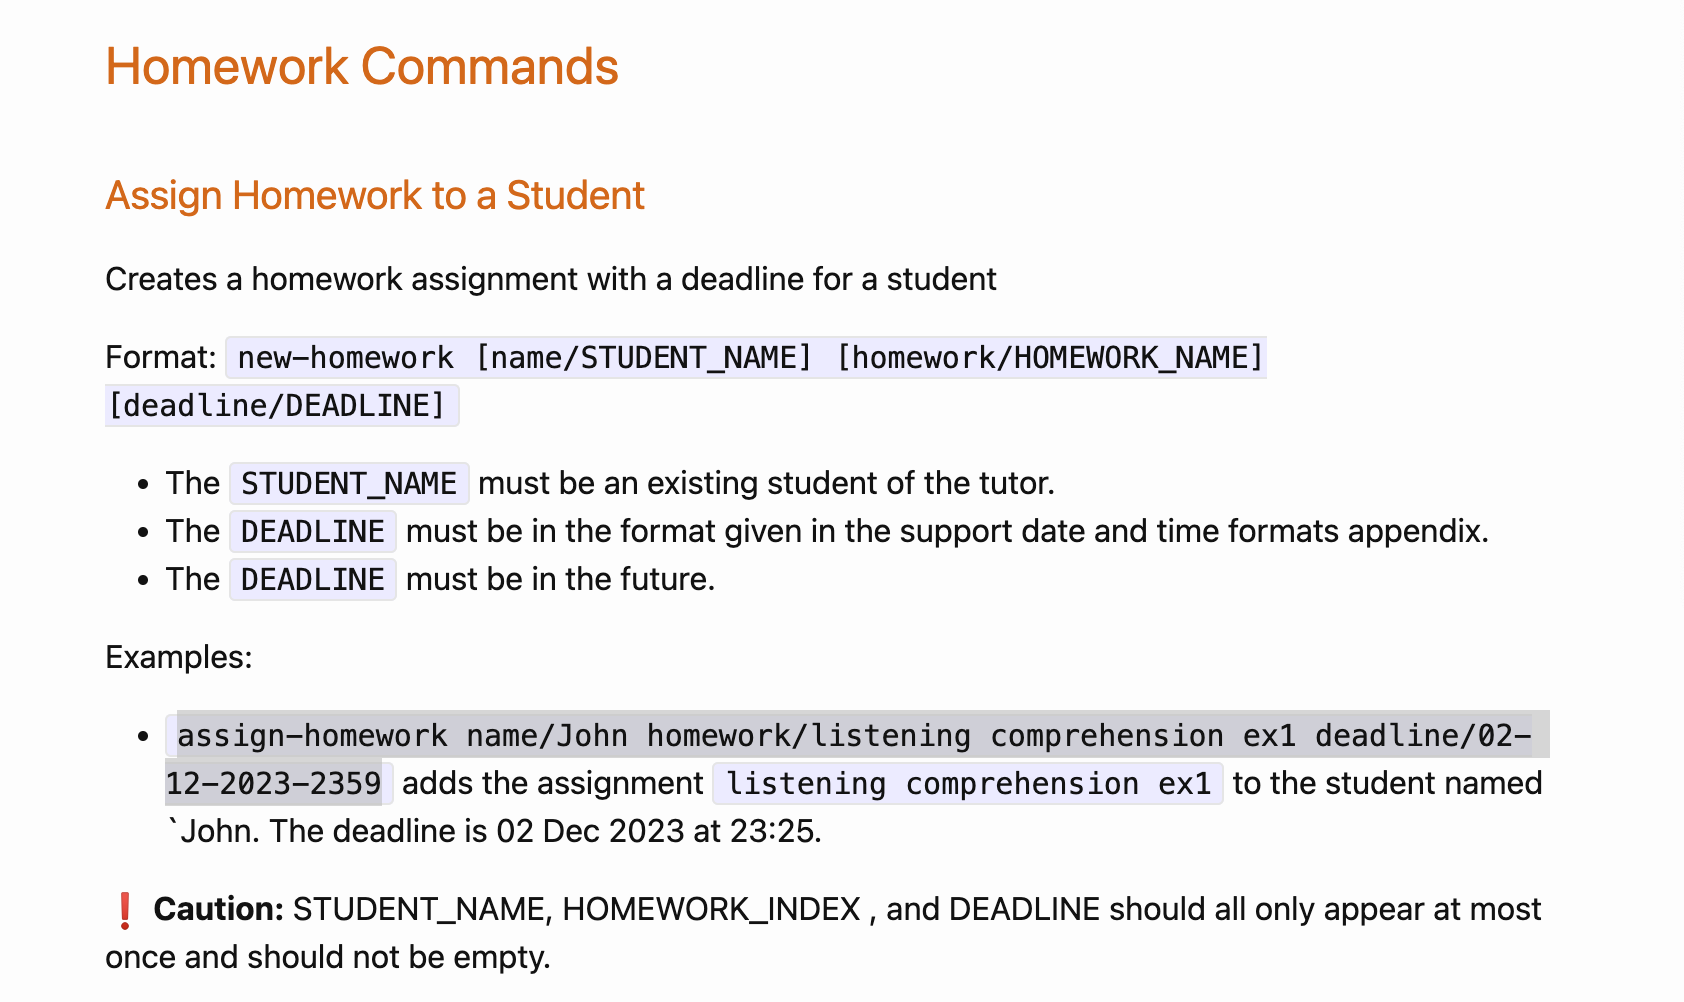 Homework Commands
Assign Homework to a Student
Creates a homework assignment with a deadline for a student
Format: new-homework [name/STUDENT_NAME] [homework/HOMEWORK_NAME]
[deadline/DEADLINE]
• The STUDENT_NAME must be an existing student of the tutor.
• The DEADLINE must be in the format given in the support date and time formats appendix.
• The DEADLINE must be in the future.
Examples:
• assign-homework name/John homework/listening comprehension ex1 deadline/02-
12-2023-2359 adds the assignment listening comprehension ex1 to the student named
`John. The deadline is 02 Dec 2023 at 23:25.
❗ Caution: STUDENT_NAME, HOMEWORK_INDEX , and DEADLINE should all only appear at most
once and should not be empty.